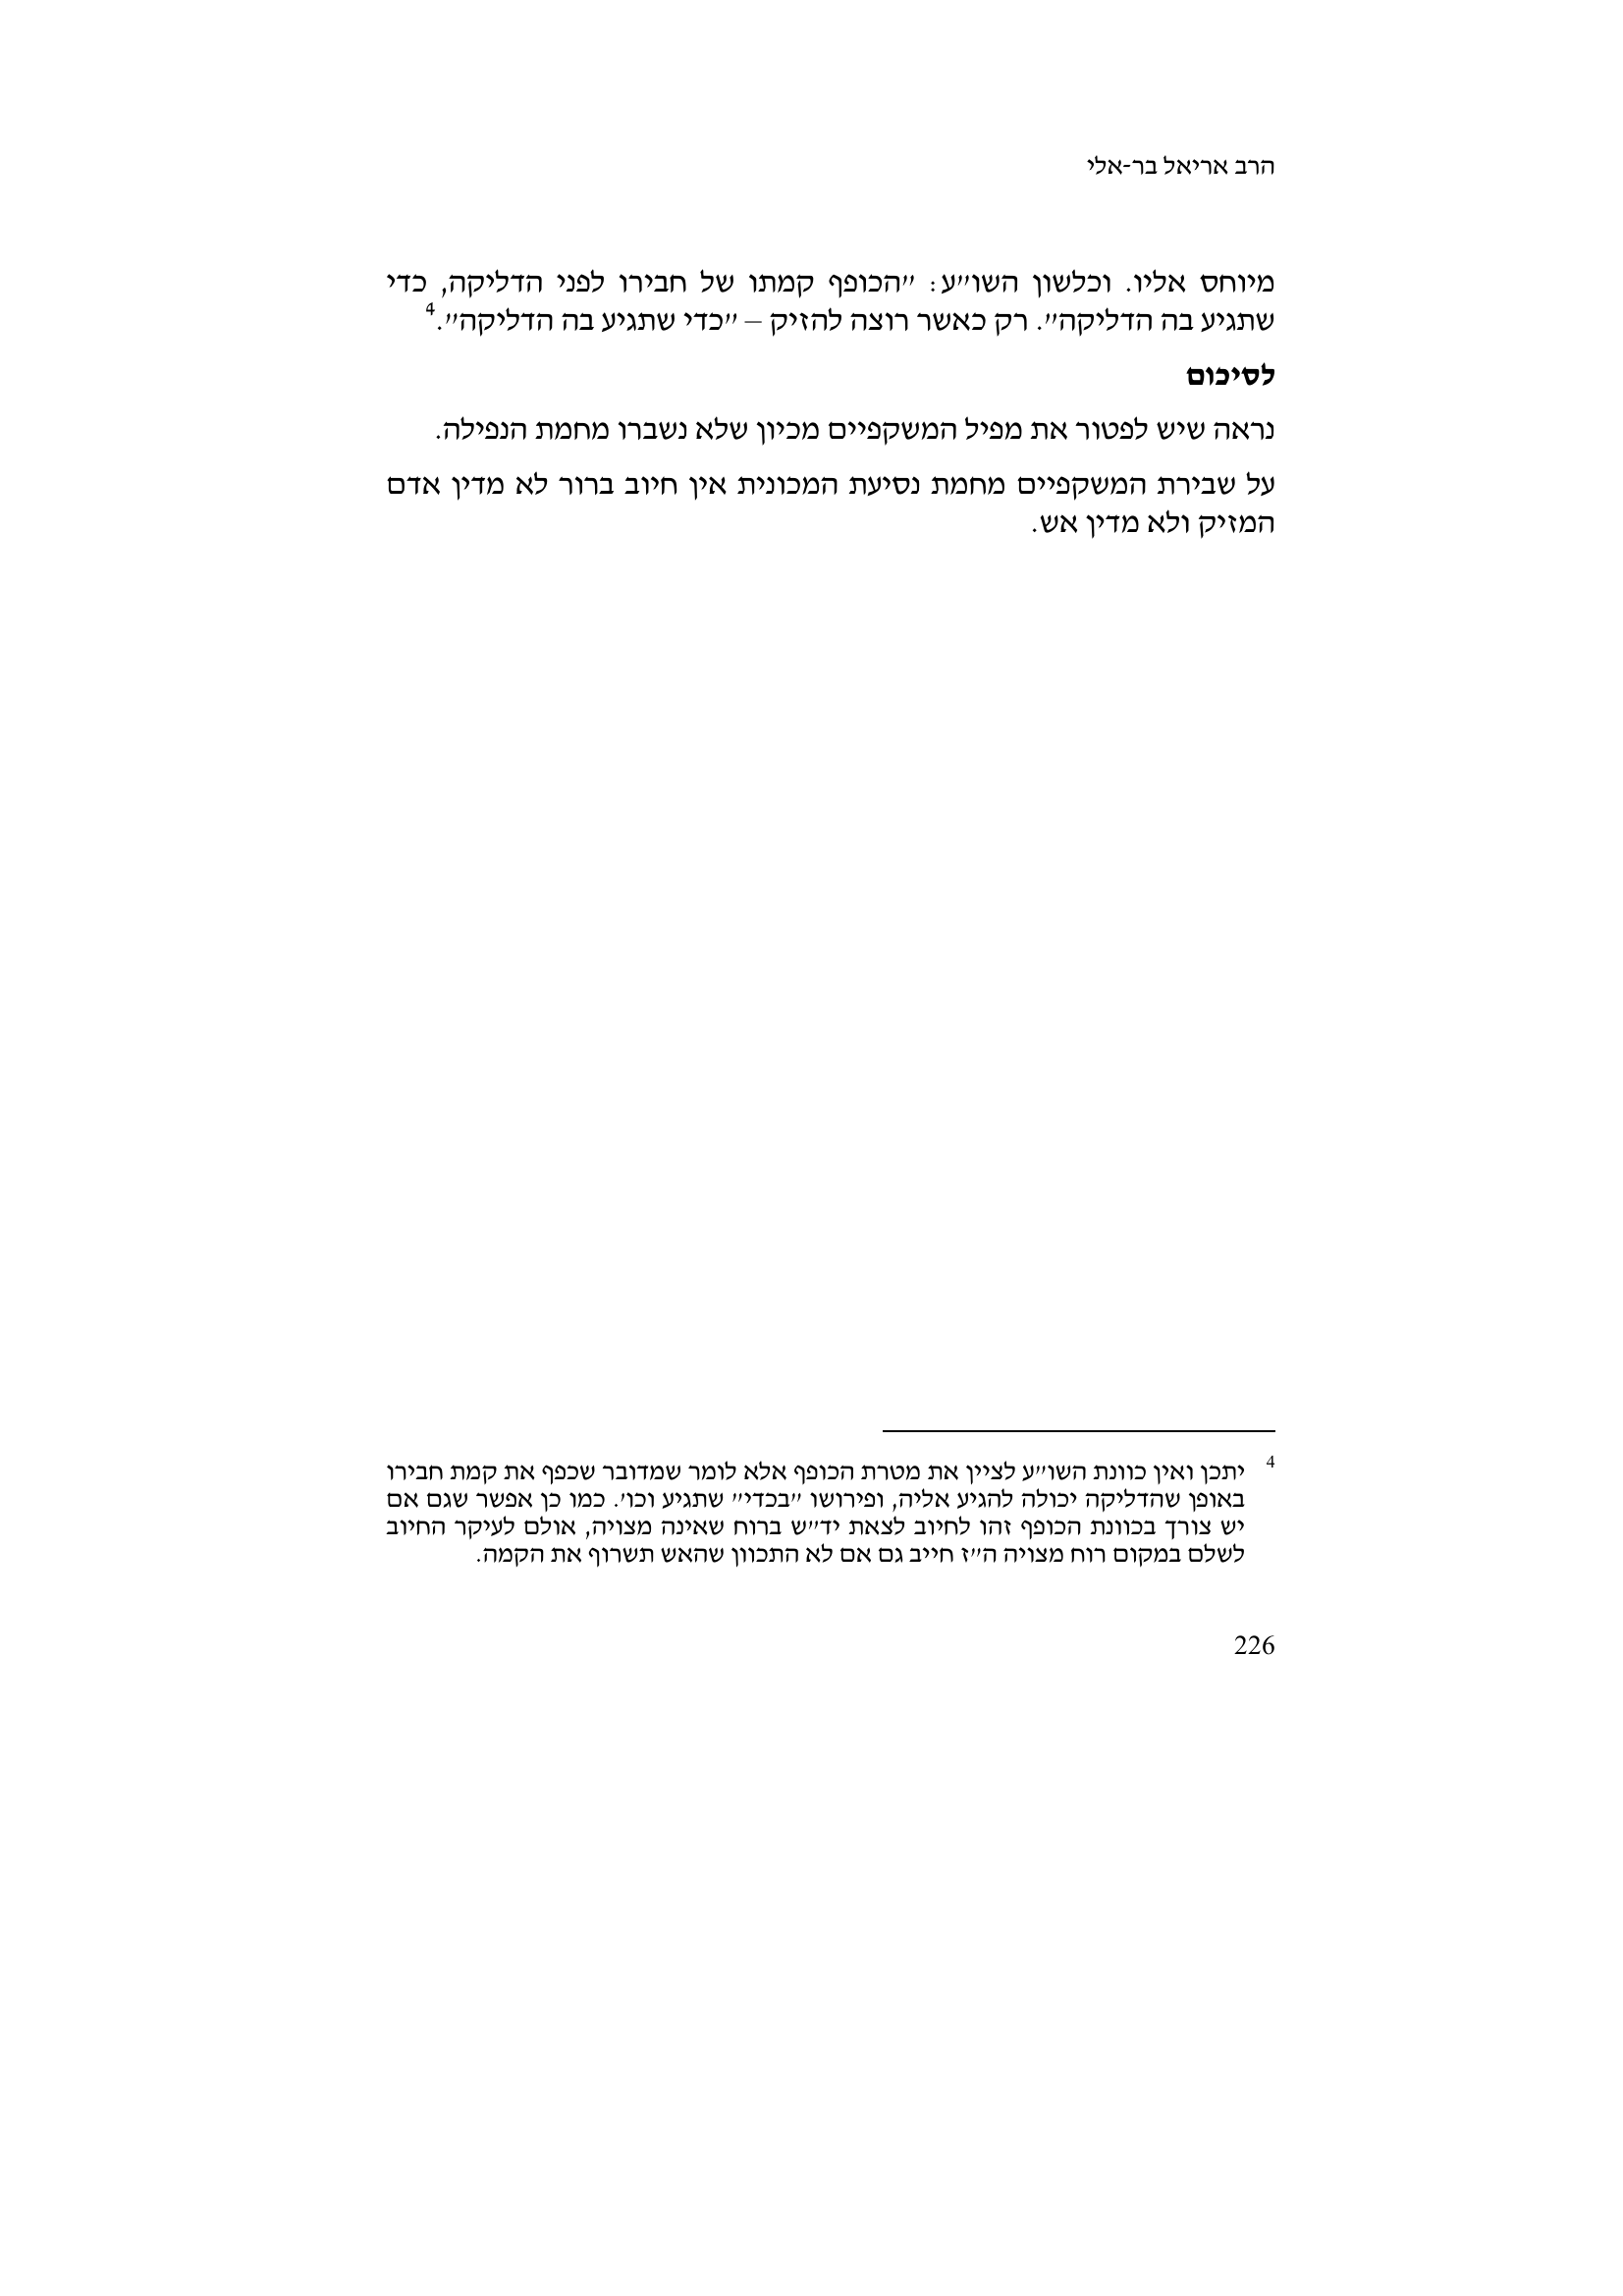 הרב אריאל בר-אלי
מיוחס אליו. וכלשון השו״ע: ״הכופף קמתו של חבירו לפני הדליקה, כדי
שתגיע בה הדליקה״. רק כאשר רוצה להזיק – ״כדי שתגיע בה הדליקה״.4
לסיכום
נראה שיש לפטור את מפיל המשקפיים מכיון שלא נשברו מחמת הנפילה.
על שבירת המשקפיים מחמת נסיעת המכונית אין חיוב ברור לא מדין אדם
המזיק ולא מדין אש.
4 יתכן ואין כוונת השו״ע לציין את מטרת הכופף אלא לומר שמדובר שכפף את קמת חבירו
באופן שהדליקה יכולה להגיע אליה, ופירושו ״בכדי״ שתגיע וכו׳. כמו כן אפשר שגם אם
יש צורך בכוונת הכופף זהו לחיוב לצאת יד״ש ברוח שאינה מצויה, אולם לעיקר החיוב
לשלם במקום רוח מצויה ה״ז חייב גם אם לא התכוון שהאש תשרוף את הקמה.
226